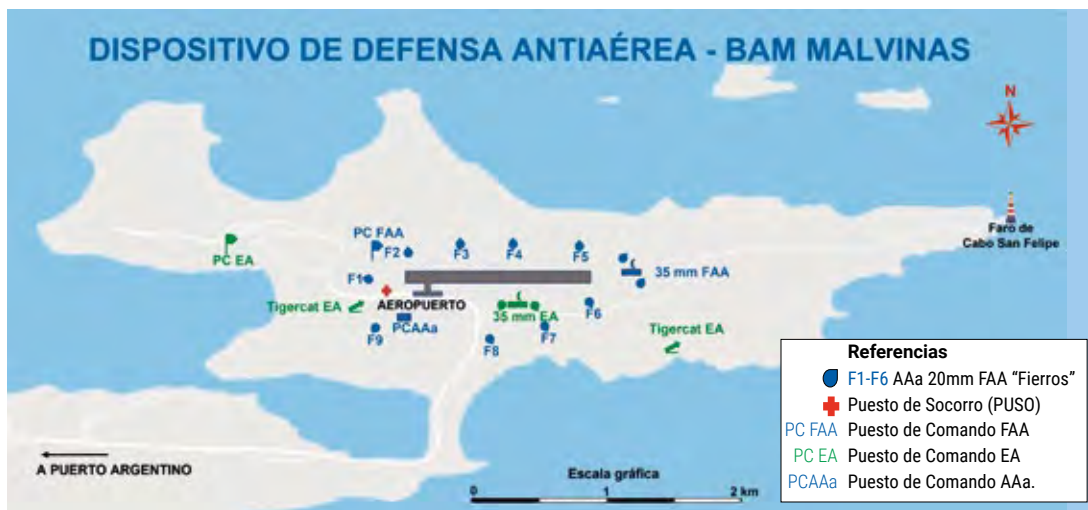 DISPOSITIVO DE DEFENSA ANTIAÉREA - BAM MALVINAS
N
Faro de
Cabo San Felipe
PC EA
PC FAA
F2
F3
F4
F5
35 mm FAA
F1
AEROPUERTO
Tigercat EA
PCAAa
F9
35 mm EA
F6
F7
F8
Tigercat EA
A PUERTO ARGENTINO
Escala gráfica
0 1 2 km
Referencias
F1-F6 AAa 20mm FAA “Fierros”
Puesto de Socorro (PUSO)
PC FAA Puesto de Comando FAA
PC EA Puesto de Comando EA
PCAAa Puesto de Comando AAa.